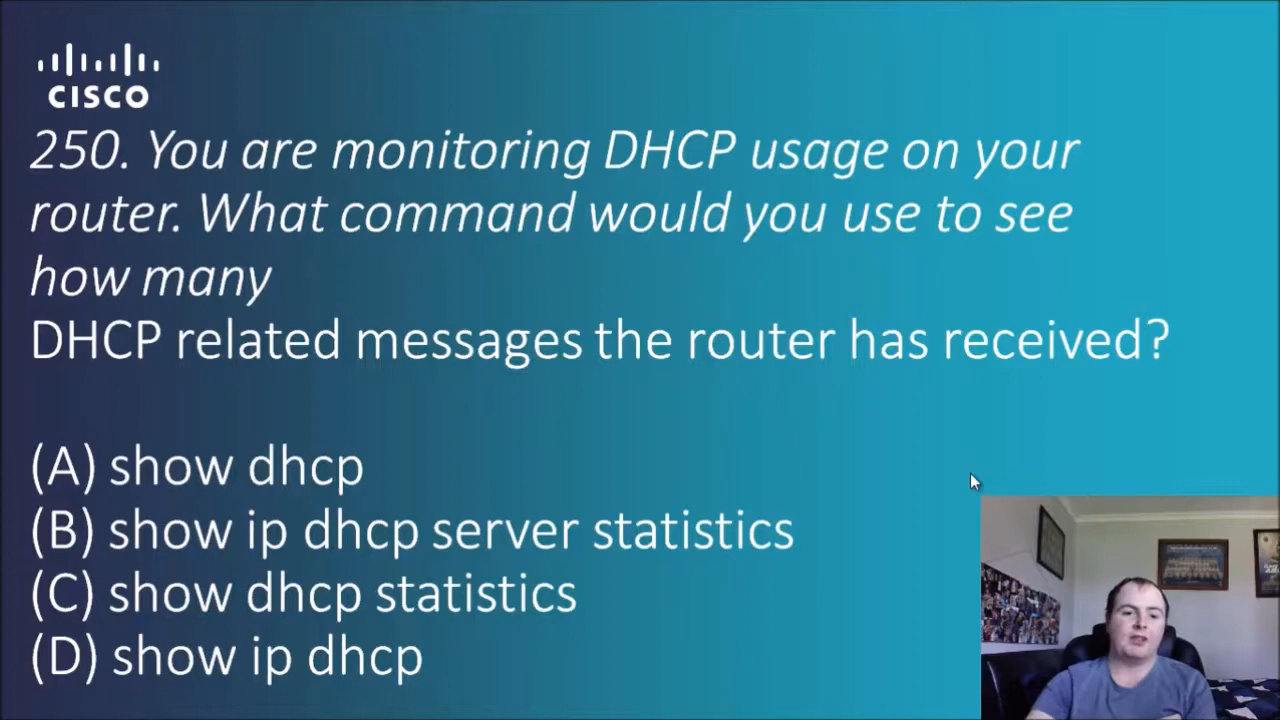 CISCO
250. You are monitoring DHCP usage on your
router. What command would you use to see
how many
DHCP related messages the router has received?
(A) show dhcp
(B) show ip dhcp server statistics
(C) show dhcp statistics
(D) show ip dhcp